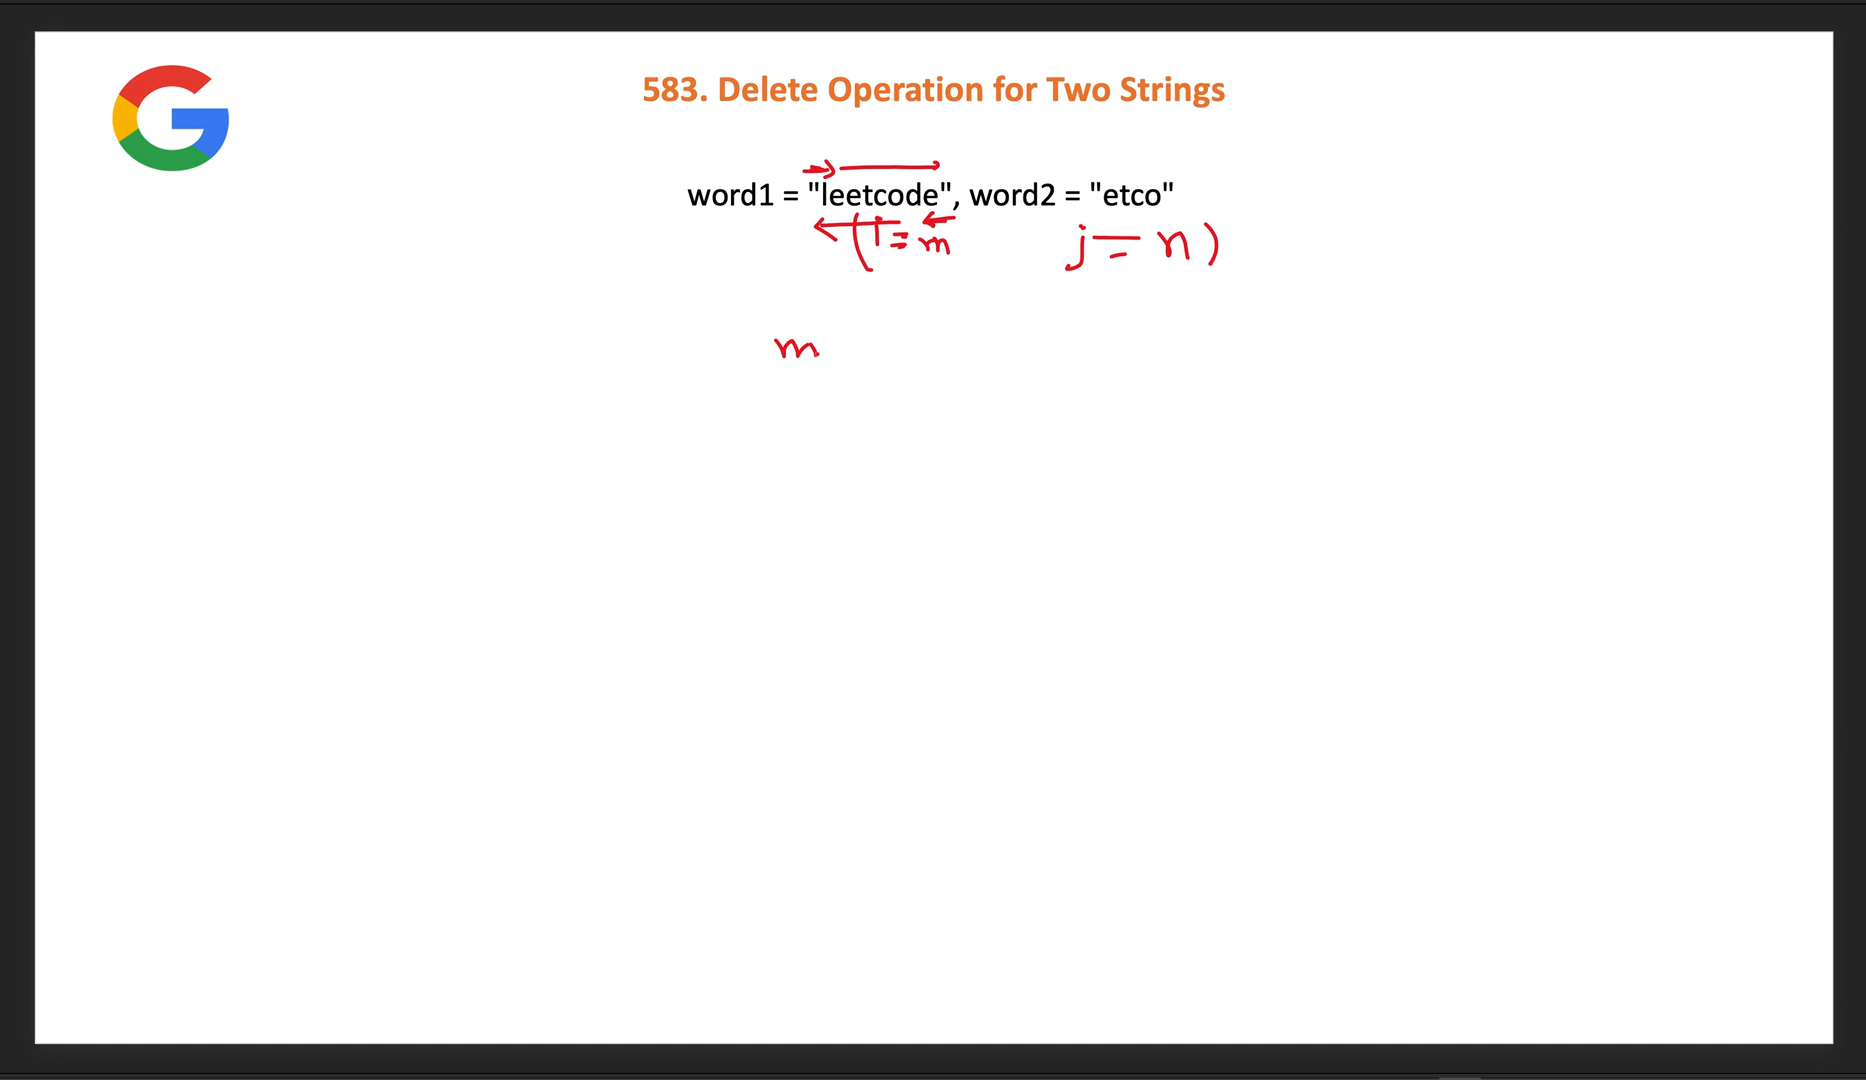 583. Delete Operation for Two Strings
word1 = "leetcode", word2 = "etco"
(i = m j = n)
m